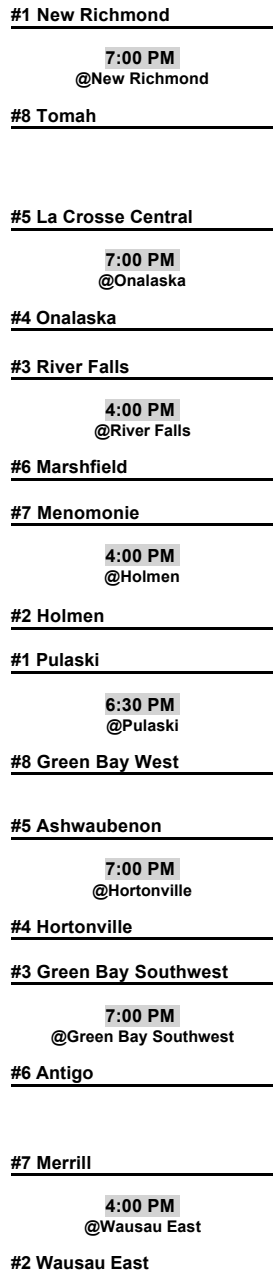 #1 New Richmond
7:00 PM
@New Richmond
#8 Tomah
#5 La Crosse Central
7:00 PM
@Onalaska
#4 Onalaska
#3 River Falls
4:00 PM
@River Falls
#6 Marshfield
#7 Menomonie
4:00 PM
@Holmen
#2 Holmen
#1 Pulaski
6:30 PM
@Pulaski
#8 Green Bay West
#5 Ashwaubenon
7:00 PM
@Hortonville
#4 Hortonville
#3 Green Bay Southwest
7:00 PM
@Green Bay Southwest
#6 Antigo
#7 Merrill
4:00 PM
@Wausau East
#2 Wausau East